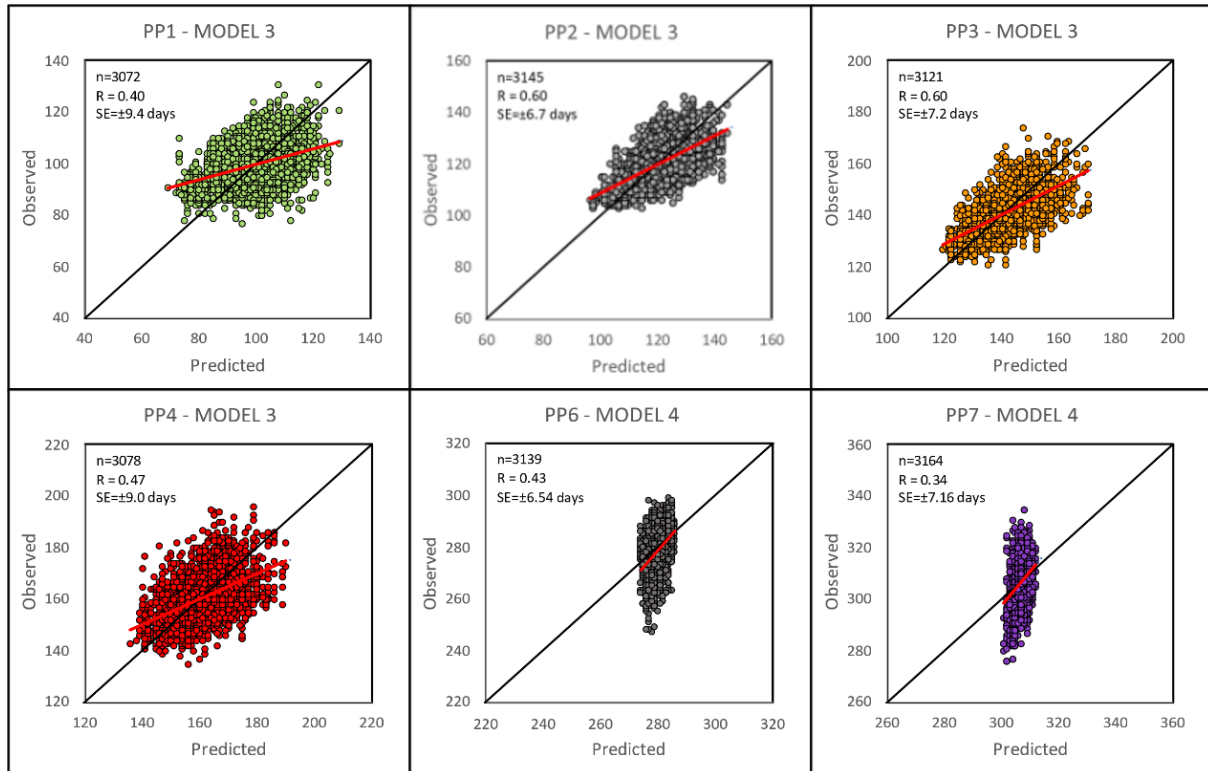 PP1 - MODEL 3
140
120
100
80
60
40
Observed
n=3072
R = 0.40
SE=±9.4 days
40 60 80 100 120 140
Predicted
PP2 - MODEL 3
160
140
120
100
80
60
Observed
n=3145
R = 0.60
SE=±6.7 days
60 80 100 120 140 160
Predicted
PP3 - MODEL 3
200
180
160
140
120
100
Observed
n=3121
R = 0.60
SE=±7.2 days
100 120 140 160 180 200
Predicted
PP4 - MODEL 3
220
200
180
160
140
120
Observed
n=3078
R = 0.47
SE=±9.0 days
120 140 160 180 200 220
Predicted
PP6 - MODEL 4
320
300
280
260
240
220
Observed
n=3139
R = 0.43
SE=±6.54 days
220 240 260 280 300 320
Predicted
PP7 - MODEL 4
360
340
320
300
280
260
Observed
n=3164
R = 0.34
SE=±7.16 days
260 280 300 320 340 360
Predicted